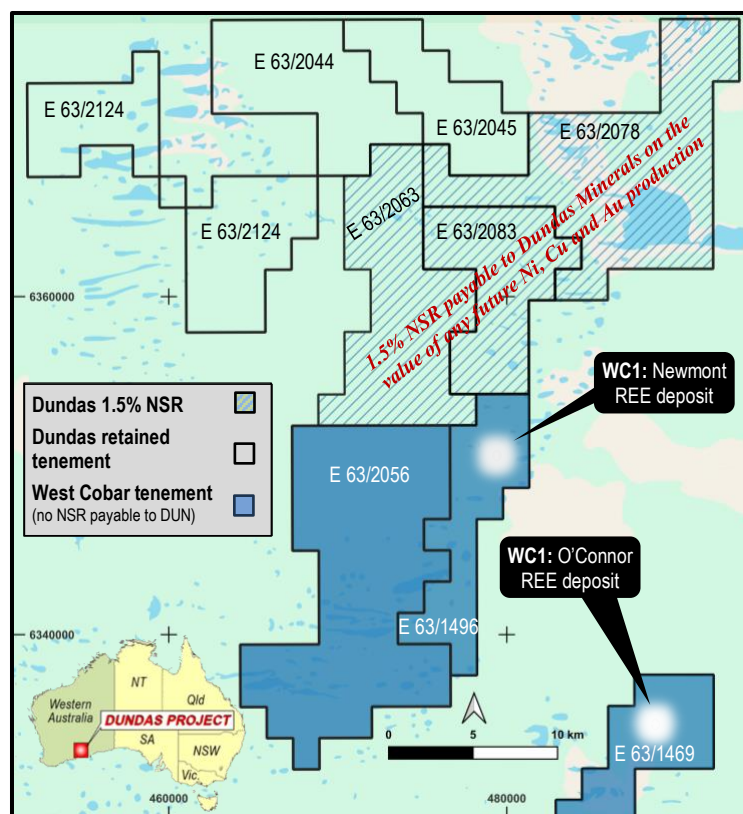 E 63/2044
E 63/2124
E 63/2045
E 63/2078
E 63/2124
E 63/2063
E 63/2083
1.5% NSR payable to Dundas Minerals on the
value of any future Ni, Cu and Au production
6360000
WC1: Newmont
REE deposit
Dundas 1.5% NSR
Dundas retained
tenement
West Cobar tenement
(no NSR payable to DUN)
E 63/2056
WC1: O'Connor
REE deposit
6340000
E 63/1496
NT
Qld
Western
Australia
DUNDAS PROJECT
SA
NSW
Vic.
0
5
10 km
E 63/1469
460000
480000